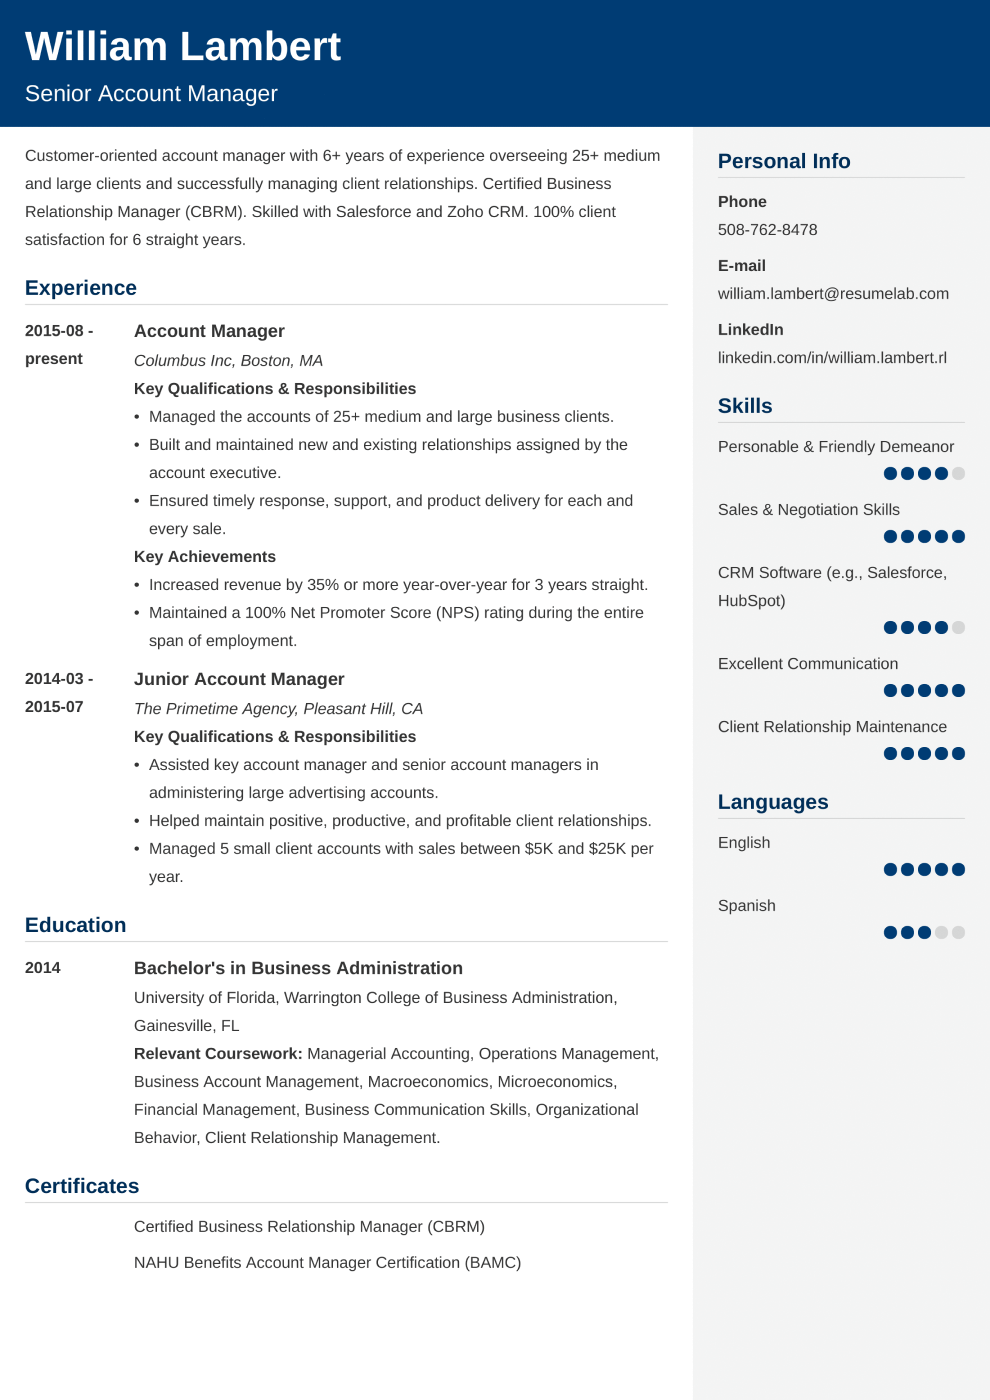 William Lambert
Senior Account Manager
Customer-oriented account manager with 6+ years of experience overseeing 25+ medium
and large clients and successfully managing client relationships. Certified Business
Relationship Manager (CBRM). Skilled with Salesforce and Zoho CRM. 100% client
satisfaction for 6 straight years.
Experience
2015-08 -
present
Account Manager
Columbus Inc, Boston, MA
Key Qualifications & Responsibilities
• Managed the accounts of 25+ medium and large business clients.
• Built and maintained new and existing relationships assigned by the
account executive.
• Ensured timely response, support, and product delivery for each and
every sale.
Key Achievements
• Increased revenue by 35% or more year-over-year for 3 years straight.
• Maintained a 100% Net Promoter Score (NPS) rating during the entire
span of employment.
2014-03 -
2015-07
Junior Account Manager
The Primetime Agency, Pleasant Hill, CA
Key Qualifications & Responsibilities
• Assisted key account manager and senior account managers in
administering large advertising accounts.
• Helped maintain positive, productive, and profitable client relationships.
• Managed 5 small client accounts with sales between $5K and $25K per
year.
Education
2014
Bachelor's in Business Administration
University of Florida, Warrington College of Business Administration,
Gainesville, FL
Relevant Coursework: Managerial Accounting, Operations Management,
Business Account Management, Macroeconomics, Microeconomics,
Financial Management, Business Communication Skills, Organizational
Behavior, Client Relationship Management.
Certificates
Certified Business Relationship Manager (CBRM)
NAHU Benefits Account Manager Certification (BAMC)
Personal Info
Phone
508-762-8478
E-mail
william.lambert@resumelab.com
LinkedIn
linkedin.com/in/william.lambert.rl
Skills
Personable & Friendly Demeanor
Sales & Negotiation Skills
CRM Software (e.g., Salesforce,
HubSpot)
Excellent Communication
Client Relationship Maintenance
Languages
English
Spanish